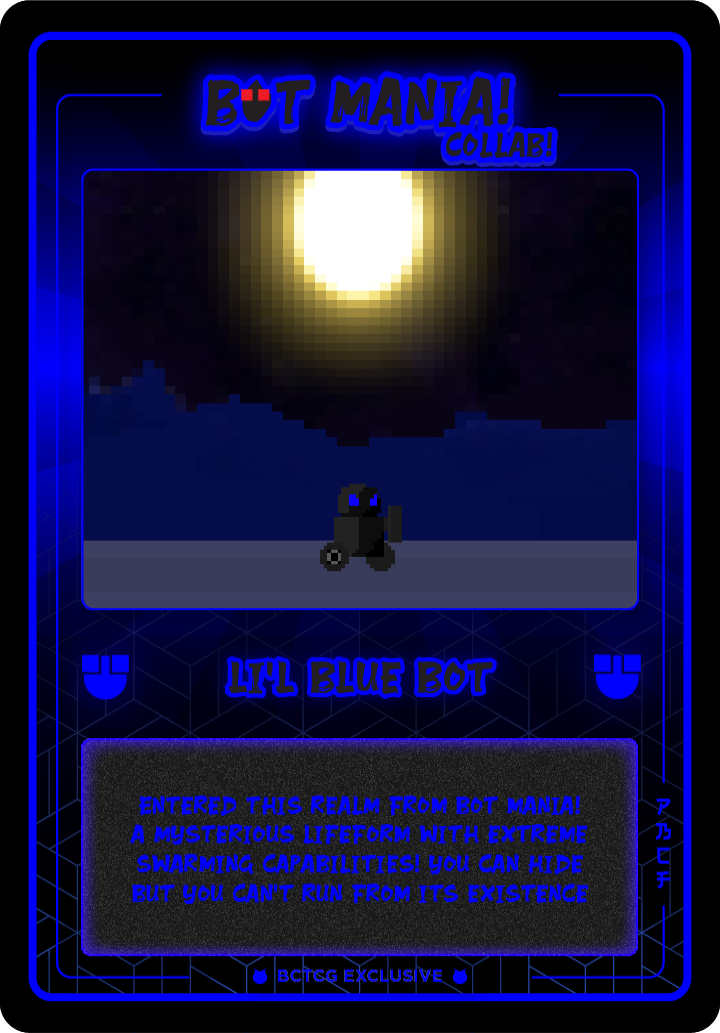 BOT MANIA!
COLLAB!
LI'L BLUE BOT
ENTERED THIS REALM FROM BOT MANIA!
A MYSTERIOUS LIFEFORM WITH EXTREME
SWARMING CAPABILITIES! YOU CAN HIDE
BUT YOU CAN'T RUN FROM ITS EXISTENCE
BCTCG EXCLUSIVE